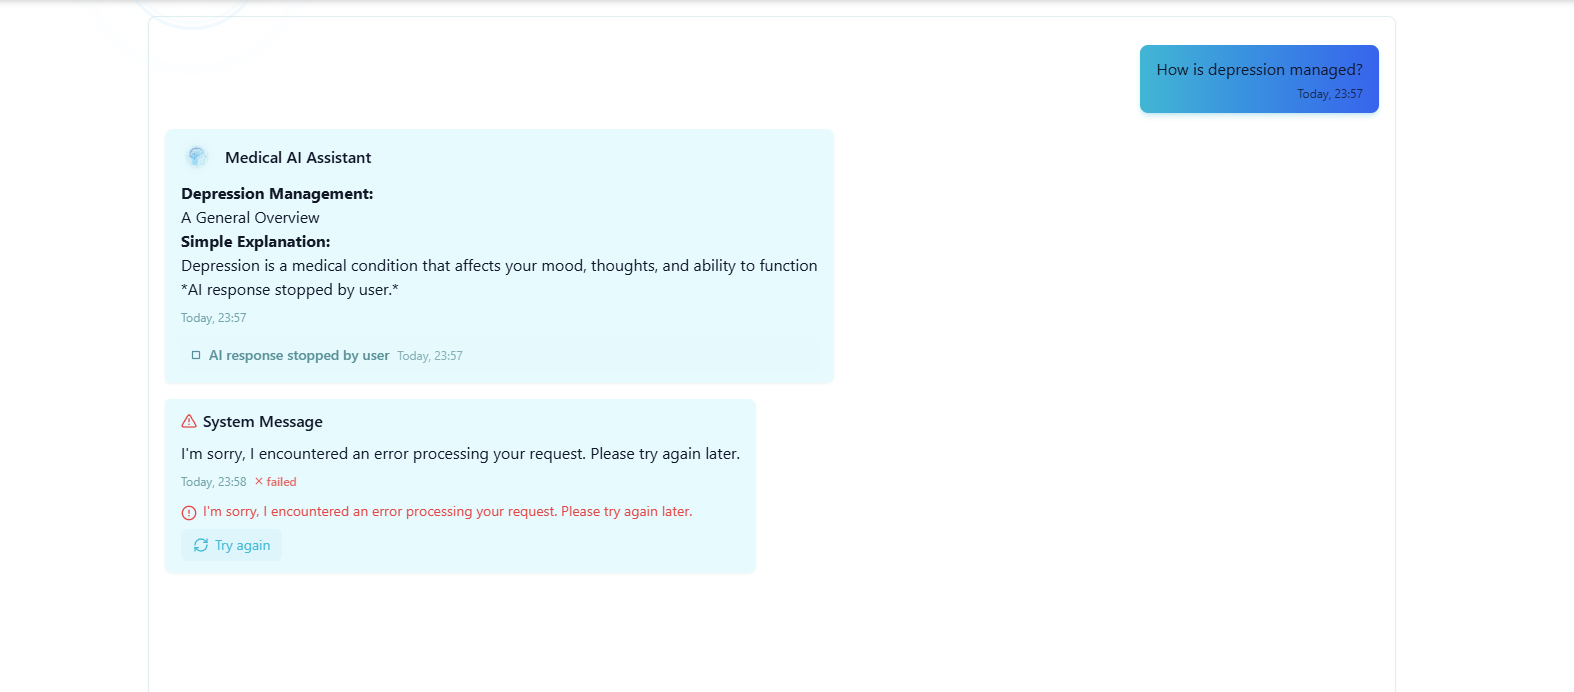 How is depression managed?
Today, 23:57
Medical AI Assistant
Depression Management:
A General Overview
Simple Explanation:
Depression is a medical condition that affects your mood, thoughts, and ability to function
*AI response stopped by user.*
Today, 23:57
AI response stopped by user Today, 23:57
System Message
I'm sorry, I encountered an error processing your request. Please try again later.
Today, 23:58 × failed
I'm sorry, I encountered an error processing your request. Please try again later.
Try again